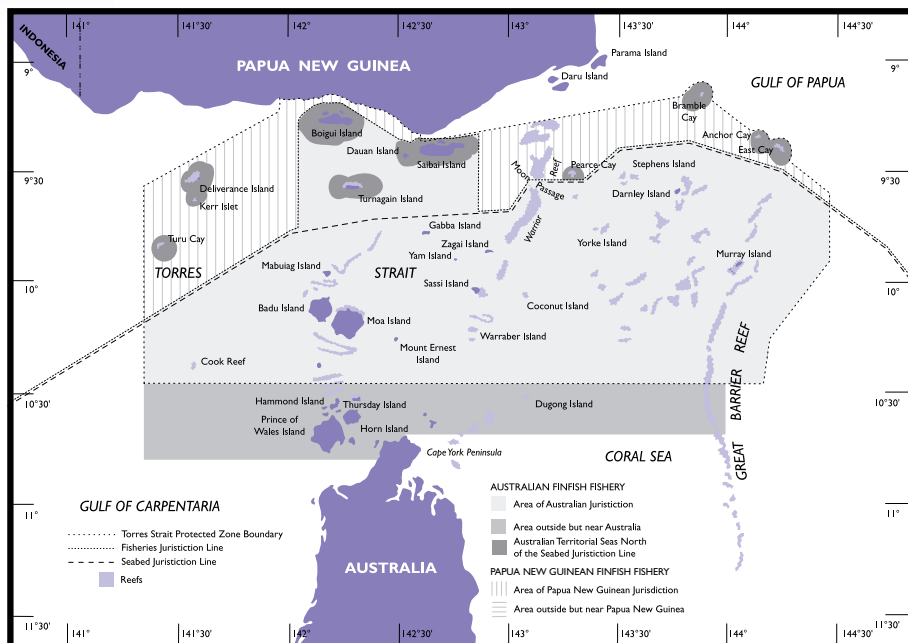 141°
141°30'
142°
142°30'
143°
143°30'
144°
144°30'
INDONESIA
PAPUA NEW GUINEA
Parama Island
Daru Island
GULF OF PAPUA
9°
9°
Bramble
Cay
Boigui Island
Anchor Cay
East Cay
Dauan Island
Saibai Island
Moon
Passage
Reef
Warrior
Pearce Cay
Stephens Island
9°30'
9°30'
Deliverance Island
Kerr Islet
Turnagain Island
Darnley Island
Gabba Island
Turu Cay
Zagai Island
Yam Island
Yorke Island
Murray Island
TORRES
STRAIT
Mabuiag Island
Sassi Island
10°
10°
Badu Island
Moa Island
Coconut Island
Warraber Island
Mount Ernest
Island
Cook Reef
GREAT BARRIER REEF
10°30'
10°30'
Hammond Island
Thursday Island
Dugong Island
Prince of
Wales Island
Horn Island
Cape York Peninsula
CORAL SEA
GULF OF CARPENTARIA
11°
11°
Torres Strait Protected Zone Boundary
Fisheries Juristiction Line
Seabed Juristiction Line
Reefs
AUSTRALIA
AUSTRALIAN FINFISH FISHERY
Area of Australian Juristiction
Area outside but near Australia
Australian Territorial Seas North
of the Seabed Juristiction Line
PAPUA NEW GUINEAN FINFISH FISHERY
Area of Papua New Guinean Jurisdiction
Area outside but near Papua New Guinea
11°30'
11°30'
141°
141°30'
142°
142°30'
143°
143°30'
144°
144°30'